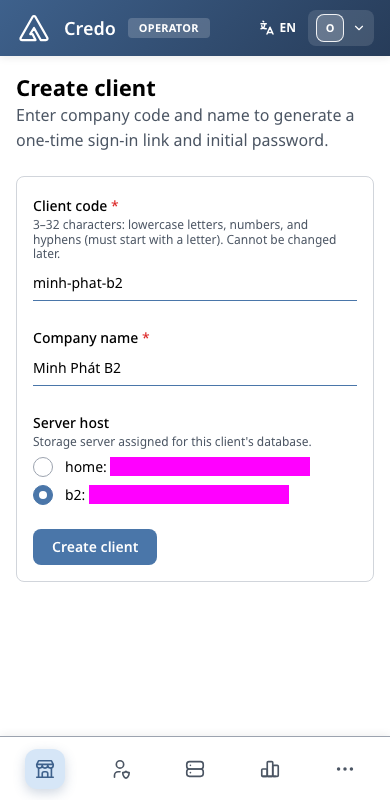 Credo OPERATOR EN O
Create client
Enter company code and name to generate a
one-time sign-in link and initial password.
Client code *
3–32 characters: lowercase letters, numbers, and
hyphens (must start with a letter). Cannot be changed
later.
minh-phat-b2
Company name *
Minh Phát B2
Server host
Storage server assigned for this client's database.
home:
b2:
Create client